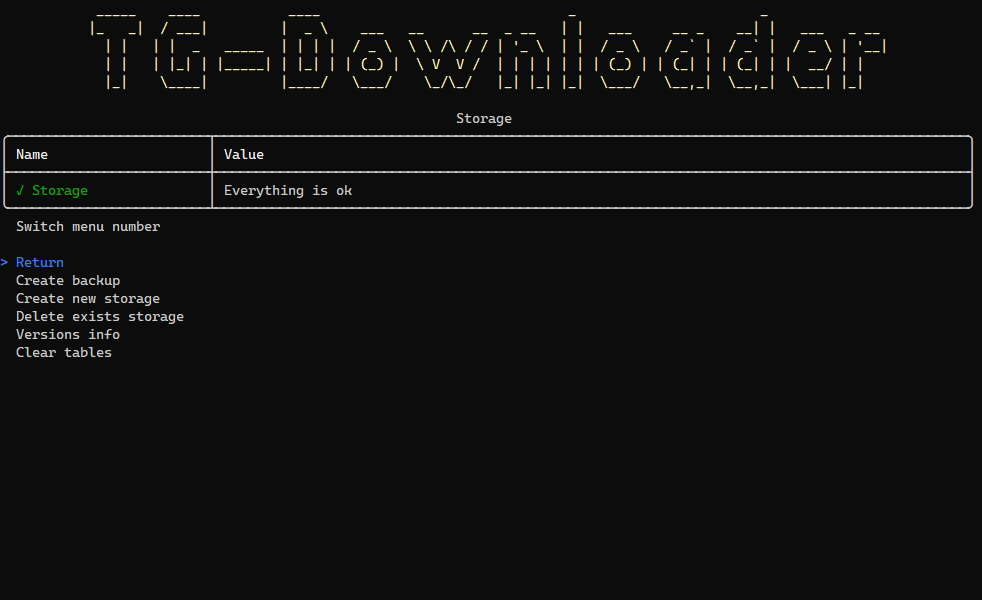 TG-Downloader
Storage
Name Value
✓ Storage Everything is ok
Switch menu number
> Return
Create backup
Create new storage
Delete exists storage
Versions info
Clear tables